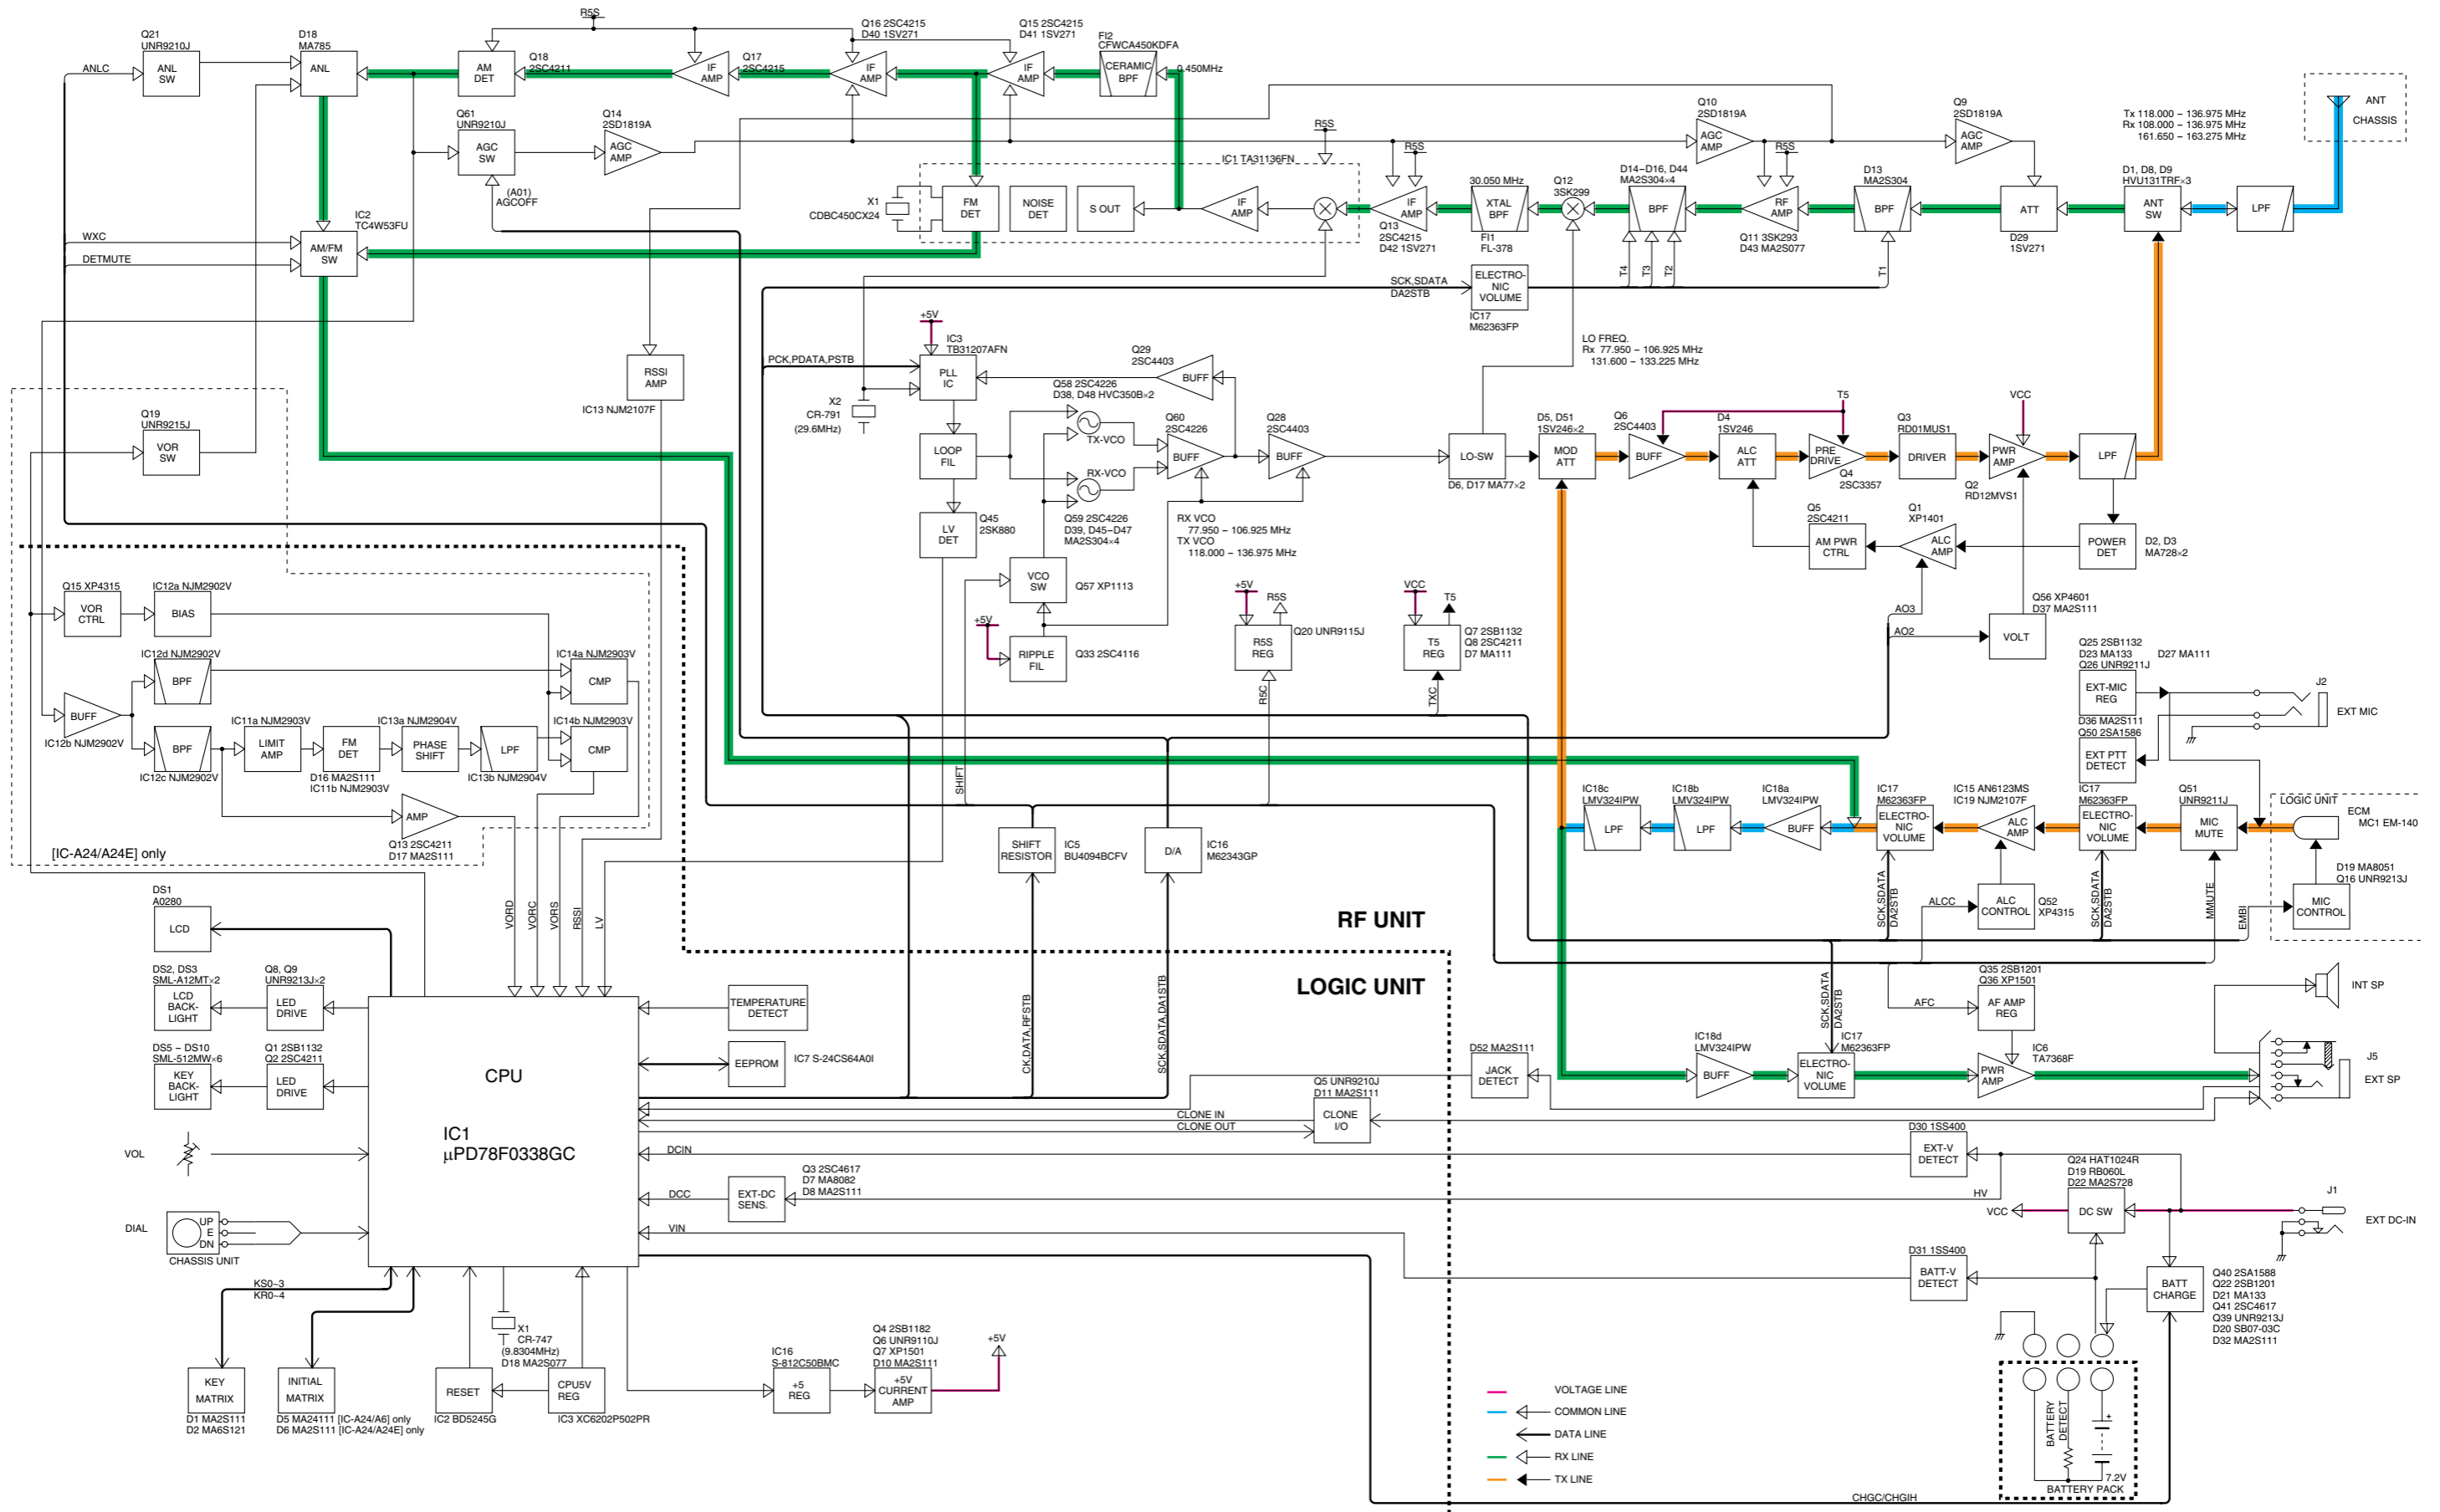 R5S
Q21
UNR9210J
ANL
SW
ANLC
D18
MA785
ANL
AM
DET
Q18
2SC4211
IF
AMP
Q17
2SC4215
Q16 2SC4215
D40 1SV271
IF
AMP
Q15 2SC4215
D41 1SV271
IF
AMP
FI2
CFWCA450KDFA
CERAMIC
BPF
0.450MHz
Q61
UNR9210J
AGC
SW
(A01)
AGCOFF
Q14
2SD1819A
AGC
AMP
Q10
2SD1819A
AGC
AMP
Q9
2SD1819A
AGC
AMP
Tx 118.000 – 136.975 MHz
Rx 108.000 – 136.975 MHz
161.650 – 163.275 MHz
ANT
CHASSIS
IC2
TC4W53FU
AM/FM
SW
WXC
DETMUTE
X1
CDBC450CX24
IC1 TA31136FN
FM
DET
NOISE
DET
S OUT
IF
AMP
R5S
R5S
IF
AMP
Q13
2SC4215
D42 1SV271
30.050 MHz
XTAL
BPF
FI1
FL-378
Q12
3SK299
D14–D16, D44
MA2S304×4
BPF
R5S
RF
AMP
Q11 3SK293
D43 MA2S077
D13
MA2S304
BPF
ATT
D29
1SV271
D1, D8, D9
HVU131TRF×3
ANT
SW
LPF
T4
T3
T2
T1
SCK,SDATA
DA2STB
ELECTRO-
NIC
VOLUME
IC17
M62363FP
LO FREQ.
Rx 77.950 – 106.925 MHz
131.600 – 133.225 MHz
RSSI
AMP
IC13 NJM2107F
+5V
IC3
TB31207AFN
PLL
IC
PCK,PDATA,PSTB
X2
CR-791
(29.6MHz)
Q29
2SC4403
BUFF
Q58 2SC4226
D38, D48 HVC350B×2
TX-VCO
RX-VCO
Q60
2SC4226
BUFF
Q28
2SC4403
BUFF
LOOP
FIL
LV
DET
Q45
2SK880
Q59 2SC4226
D39, D45–D47
MA2S304×4
RX VCO
77.950 – 106.925 MHz
TX VCO
118.000 – 136.975 MHz
LO-SW
D6, D17 MA77×2
D5, D51
1SV246×2
MOD
ATT
Q6
2SC4403
BUFF
D4
1SV246
ALC
ATT
T5
PRE
DRIVE
Q4
2SC3357
Q3
RD01MUS1
DRIVER
VCC
PWR
AMP
Q2
RD12MVS1
LPF
Q5
2SC4211
AM PWR
CTRL
Q1
XP1401
ALC
AMP
POWER
DET
D2, D3
MA728×2
AO3
AO2
Q56 XP4601
D37 MA2S111
VOLT
Q19
UNR9215J
VOR
SW
VCO
SW
Q57 XP1113
+5V
RIPPLE
FIL
Q33 2SC4116
+5V
R5S
R5S
REG
Q20 UNR9115J
R5C
VCC
T5
T5
REG
Q7 2SB1132
Q8 2SC4211
D7 MA111
TXC
Q15 XP4315
VOR
CTRL
IC12a NJM2902V
BIAS
IC12d NJM2902V
BPF
IC14a NJM2903V
CMP
BUFF
IC12b NJM2902V
BPF
IC12c NJM2902V
IC11a NJM2903V
LIMIT
AMP
FM
DET
D16 MA2S111
IC11b NJM2903V
IC13a NJM2904V
PHASE
SHIFT
LPF
IC13b NJM2904V
IC14b NJM2903V
CMP
AMP
Q13 2SC4211
D17 MA2S111
[IC-A24/A24E] only
Q25 2SB1132
D23 MA133
Q26 UNR9211J
D27 MA111
EXT-MIC
REG
J2
EXT MIC
D36 MA2S111
Q50 2SA1586
EXT PTT
DETECT
SHIFT
IC18c
LMV324IPW
LPF
IC18b
LMV324IPW
LPF
IC18a
LMV324IPW
BUFF
IC17
M62363FP
ELECTRO-
NIC
VOLUME
IC15 AN6123MS
IC19 NJM2107F
ALC
AMP
IC17
M62363FP
ELECTRO-
NIC
VOLUME
Q51
UNR9211J
MIC
MUTE
LOGIC UNIT
ECM
MC1 EM-140
D19 MA8051
Q16 UNR9213J
MIC
CONTROL
SHIFT
RESISTOR
IC5
BU4094BCFV
D/A
IC16
M62343GP
SCK,SDATA
DA2STB
ALCC
ALC
CONTROL
Q52
XP4315
SCK,SDATA
DA2STB
MMUTE
EMBI
RF UNIT
LOGIC UNIT
VORD
VORC
VORS
RSSI
LV
DS1
A0280
LCD
DS2, DS3
SML-A12MT×2
LCD
BACK-
LIGHT
Q8, Q9
UNR9213J×2
LED
DRIVE
DS5 – DS10
SML-512MW×6
KEY
BACK-
LIGHT
Q1 2SB1132
Q2 2SC4211
LED
DRIVE
CPU
IC1
µPD78F0338GC
TEMPERATURE
DETECT
EEPROM
IC7 S-24CS64A0I
CK,DATA,RFSTB
SCK,SDATA,DA1STB
SCK,SDATA
DA2STB
AFC
Q35 2SB1201
Q36 XP1501
AF AMP
REG
INT SP
D52 MA2S111
JACK
DETECT
IC18d
LMV324IPW
BUFF
IC17
M62363FP
ELECTRO-
NIC
VOLUME
IC6
TA7368F
PWR
AMP
J5
EXT SP
Q5 UNR9210J
D11 MA2S111
CLONE
I/O
CLONE IN
CLONE OUT
VOL
DIAL
UP
E
DN
CHASSIS UNIT
DCIN
D30 1SS400
EXT-V
DETECT
DCC
EXT-DC
SENS.
Q3 2SC4617
D7 MA8082
D8 MA2S111
HV
VIN
Q24 HAT1024R
D19 RB060L
D22 MA2S728
VCC
DC SW
J1
EXT DC-IN
D31 1SS400
BATT-V
DETECT
BATT
CHARGE
Q40 2SA1588
Q22 2SB1201
D21 MA133
Q41 2SC4617
Q39 UNR9213J
D20 SB07-03C
D32 MA2S111
KS0~3
KR0~4
KEY
MATRIX
D1 MA2S111
D2 MA6S121
INITIAL
MATRIX
D5 MA24111 [IC-A24/A6] only
D6 MA2S111 [IC-A24/A24E] only
X1
CR-747
(9.8304MHz)
D18 MA2S077
RESET
IC2 BD5245G
CPU5V
REG
IC3 XC6202P502PR
IC16
S-812C50BMC
+5
REG
Q4 2SB1182
Q6 UNR9110J
Q7 XP1501
D10 MA2S111
+5V
CURRENT
AMP
+5V
VOLTAGE LINE
COMMON LINE
DATA LINE
RX LINE
TX LINE
BATTERY
DETECT
+
7.2V
BATTERY PACK
CHGC/CHGIH